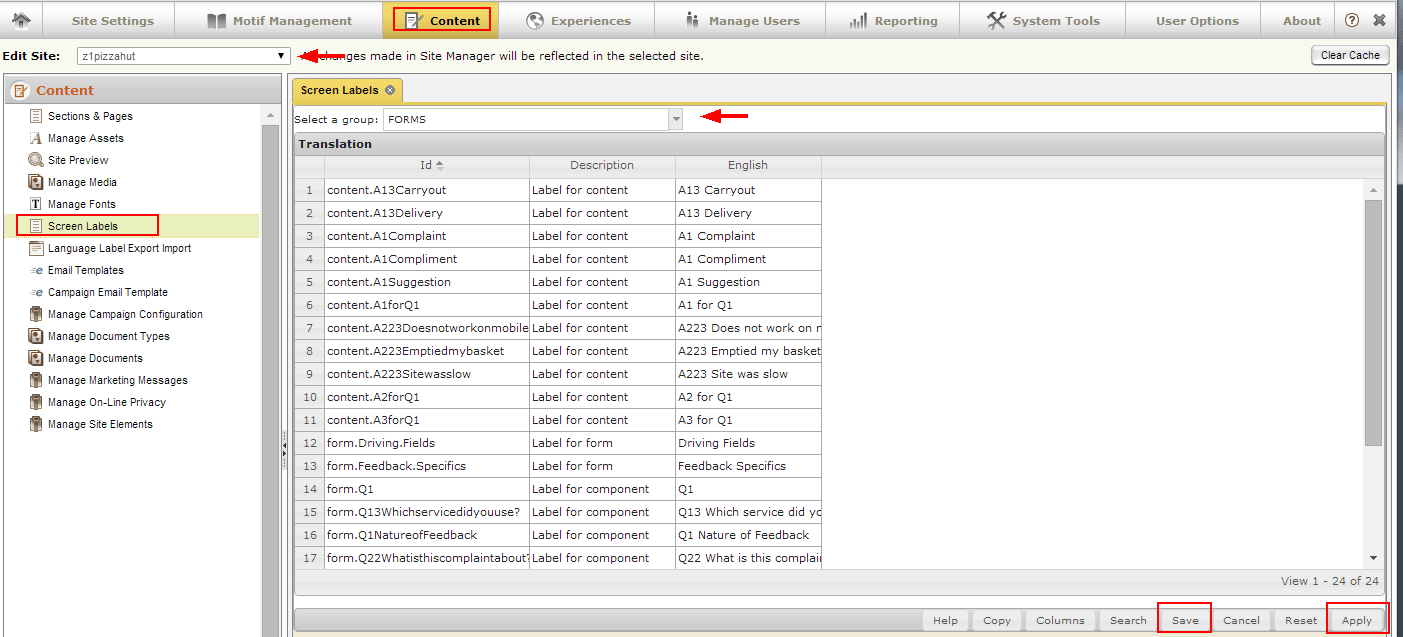 Site Settings Motif Management Content Experiences Manage Users Reporting System Tools User Options About ?
Edit Site: z1pizzahut changes made in Site Manager will be reflected in the selected site. Clear Cache
Content
Sections & Pages
Manage Assets
Site Preview
Manage Media
Manage Fonts
Screen Labels
Language Label Export Import
Email Templates
Campaign Email Template
Manage Campaign Configuration
Manage Document Types
Manage Documents
Manage Marketing Messages
Manage On-Line Privacy
Manage Site Elements
Screen Labels
Select a group: FORMS
Translation
Id Description English
1 content.A13Carryout Label for content A13 Carryout
2 content.A13Delivery Label for content A13 Delivery
3 content.A1Complaint Label for content A1 Complaint
4 content.A1Compliment Label for content A1 Compliment
5 content.A1Suggestion Label for content A1 Suggestion
6 content.A1forQ1 Label for content A1 for Q1
7 content.A223Doesnotworkonmobile Label for content A223 Does not work on
8 content.A223Emptiedmybasket Label for content A223 Emptied my basket
9 content.A223Sitewasslow Label for content A223 Site was slow
10 content.A2forQ1 Label for content A2 for Q1
11 content.A3forQ1 Label for content A3 for Q1
12 form.Driving.Fields Label for form Driving Fields
13 form.Feedback.Specifics Label for form Feedback Specifics
14 form.Q1 Label for component Q1
15 form.Q13Whichservicedidyouuse? Label for component Q13 Which service did yo
16 form.Q1NatureofFeedback Label for component Q1 Nature of Feedback
17 form.Q22Whatisthiscomplaintabout? Label for component Q22 What is this complai
View 1 - 24 of 24
Help Copy Columns Search Save Cancel Reset Apply